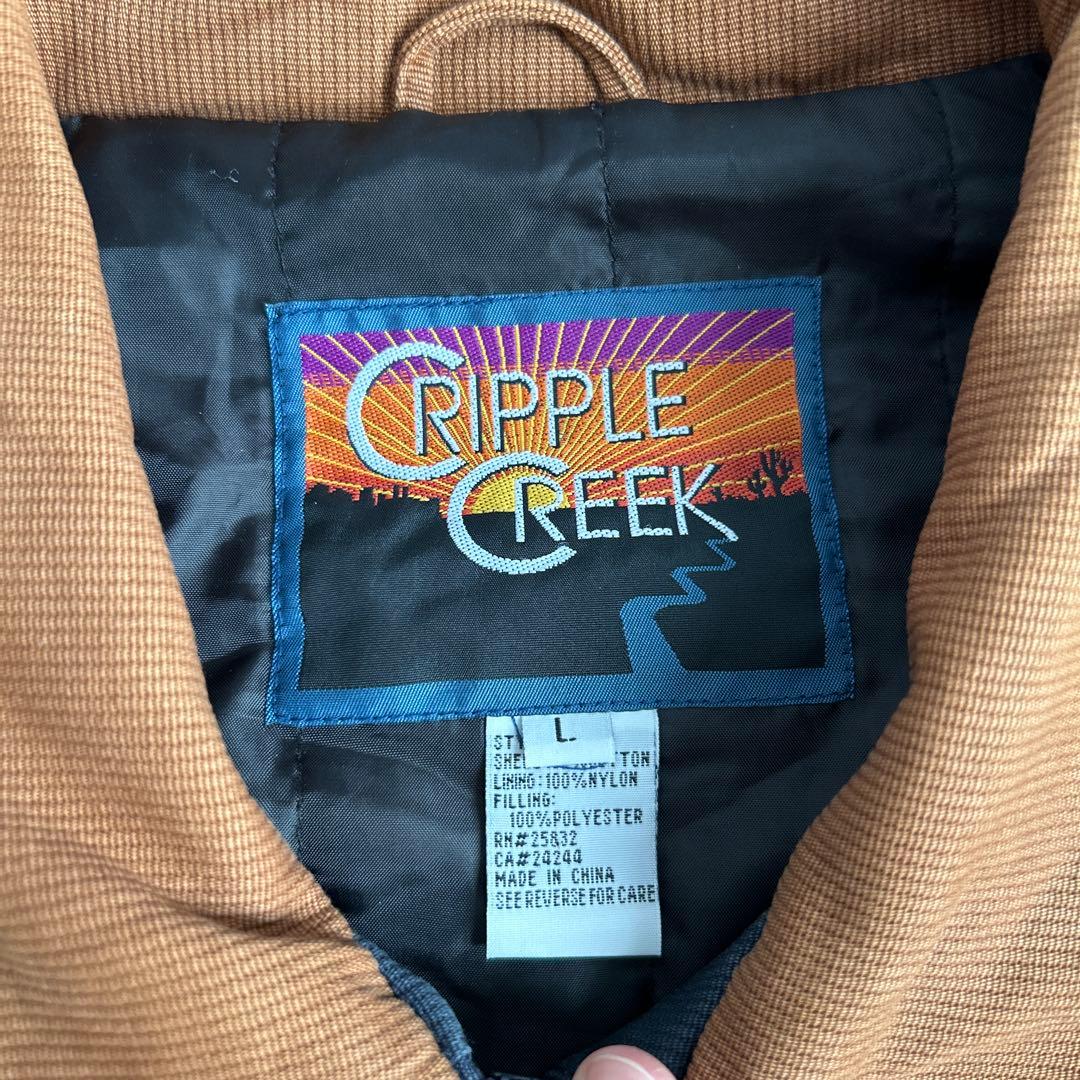 CRIPPLE
CREEK
L
LINING:100%NYLON
FILLING:
100%POLYESTER
RN#25832
CA#24244
MADE IN CHINA
SEE REVERSE FOR CARE